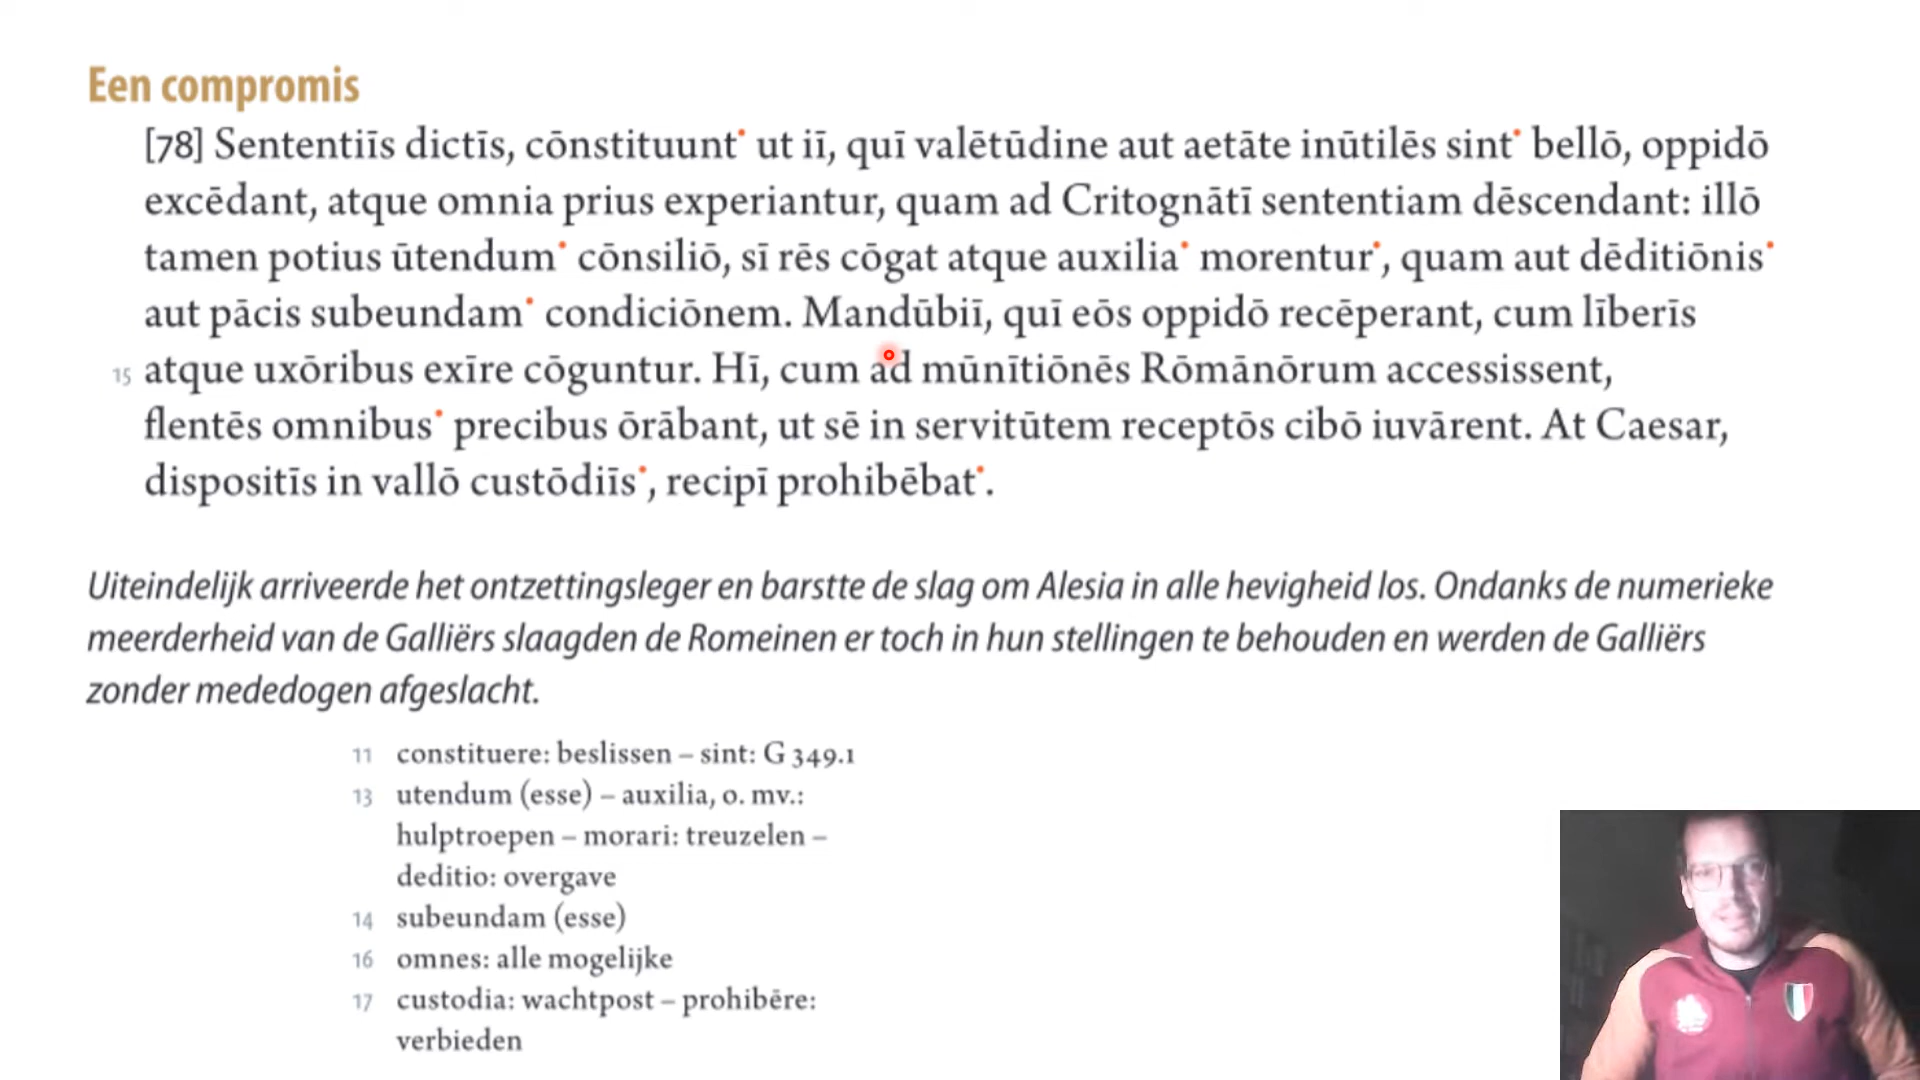 Een compromis
[78] Sententiīs dictīs, cōnstituunt• ut iī, quī valētūdine aut aetāte inūtilēs sint• bellō, oppidō
excēdant, atque omnia prius experiantur, quam ad Critognātī sententiam dēscendant: illō
tamen potius ūtendum• cōnsiliō, sī rēs cōgat atque auxilia• morentur•, quam aut dēditiōnis•
aut pācis subeundam• condiciōnem. Mandūbiī, quī eōs oppidō recēperant, cum līberīs
15 atque uxōribus exīre cōguntur. Hī, cum ad mūnītiōnēs Rōmānōrum accessissent,
flentēs omnibus• precibus ōrābant, ut sē in servitūtem receptōs cibō iuvārent. At Caesar,
dispositīs in vallō custōdiīs•, recipī prohibēbat•.
Uiteindelijk arriveerde het ontzettingsleger en barstte de slag om Alesia in alle hevigheid los. Ondanks de numerieke
meerderheid van de Galliërs slaagden de Romeinen er toch in hun stellingen te behouden en werden de Galliërs
zonder mededogen afgeslacht.
11 constituere: beslissen – sint: G 349.1
13 utendum (esse) – auxilia, o. mv.:
hulptroepen – morari: treuzelen –
deditio: overgave
14 subeundam (esse)
16 omnes: alle mogelijke
17 custodia: wachtpost – prohibēre:
verbieden